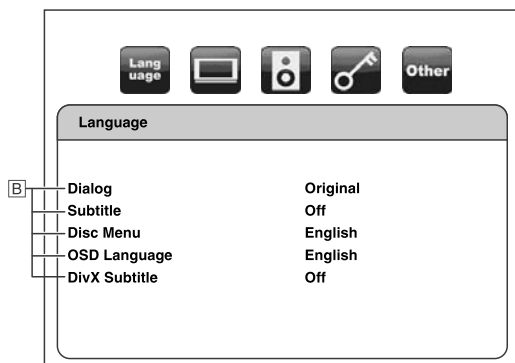 Lang
uage
Other
Language
B
Dialog Original
Subtitle Off
Disc Menu English
OSD Language English
DivX Subtitle Off